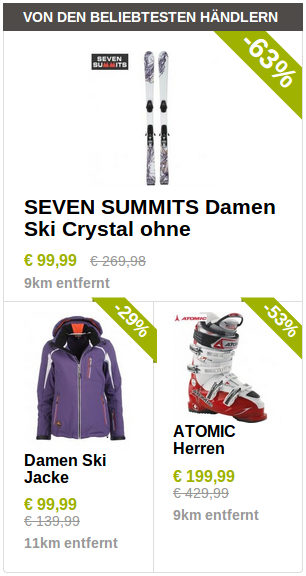 VON DEN BELIEBTESTEN HÄNDLERN
-63%
SEVEN
SUMMITS
SEVEN SUMMITS Damen
Ski Crystal ohne
€ 99,99 € 269,98
9km entfernt
-29%
Damen Ski
Jacke
€ 99,99
€ 139,99
11km entfernt
-53%
ATOMIC
ATOMIC
Herren
€ 199,99
€ 429,99
9km entfernt